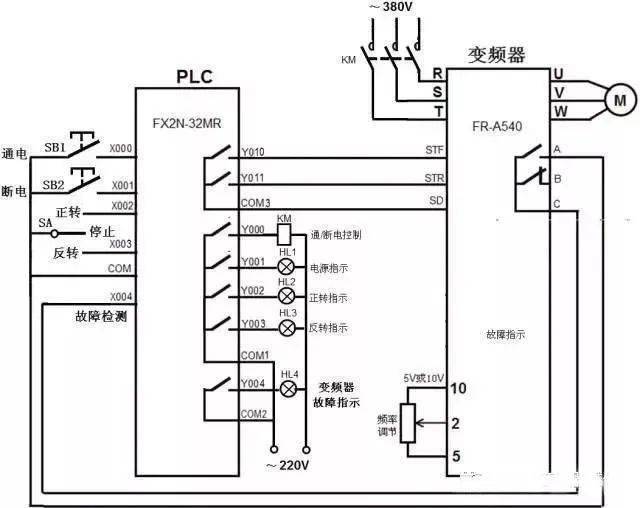 ～380V
KM
变频器
PLC
R
S
T
U
V
W
M
FX2N-32MR
FR-A540
通电
SB1
X000
断电
SB2
X001
正转
X002
SA
停止
反转
X003
COM
X004
故障检测
Y010
Y011
COM3
STF
STR
SD
A
B
C
Y000
KM
通/断电控制
Y001
HL1
电源指示
Y002
HL2
正转指示
Y003
HL3
反转指示
COM1
Y004
HL4
变频器
故障指示
COM2
～220V
故障指示
5V或10V
10
频率
调节
2
5